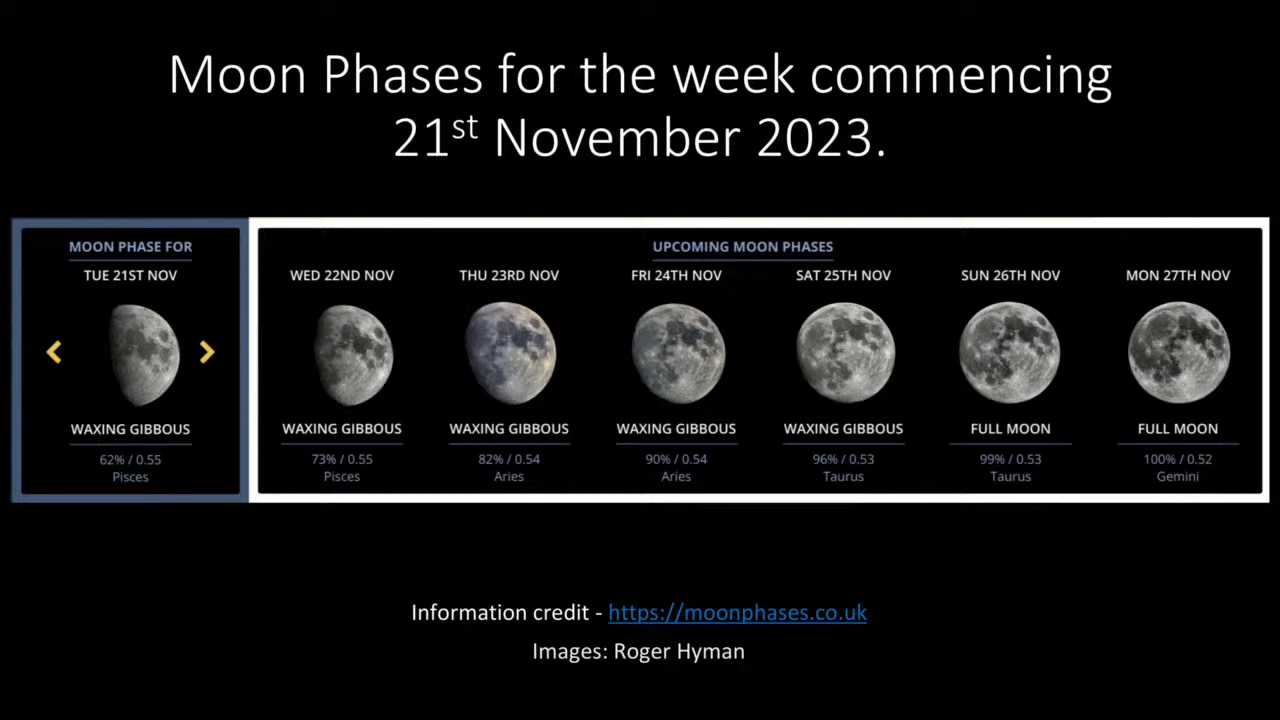 Moon Phases for the week commencing
21st November 2023.
MOON PHASE FOR
TUE 21ST NOV
WAXING GIBBOUS
62% / 0.55
Pisces
UPCOMING MOON PHASES
WED 22ND NOV
WAXING GIBBOUS
73% / 0.55
Pisces
THU 23RD NOV
WAXING GIBBOUS
82% / 0.54
Aries
FRI 24TH NOV
WAXING GIBBOUS
90% / 0.54
Aries
SAT 25TH NOV
WAXING GIBBOUS
96% / 0.53
Taurus
SUN 26TH NOV
FULL MOON
99% / 0.53
Taurus
MON 27TH NOV
FULL MOON
100% / 0.52
Gemini
Information credit - https://moonphases.co.uk
Images: Roger Hyman